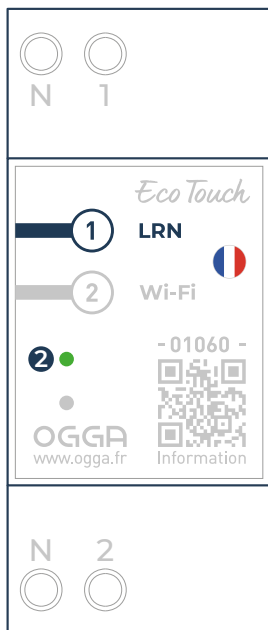 N 1
Eco Touch
1 LRN
2 Wi-Fi
- 01060 -
2
OGGA
www.ogga.fr Information
N 2